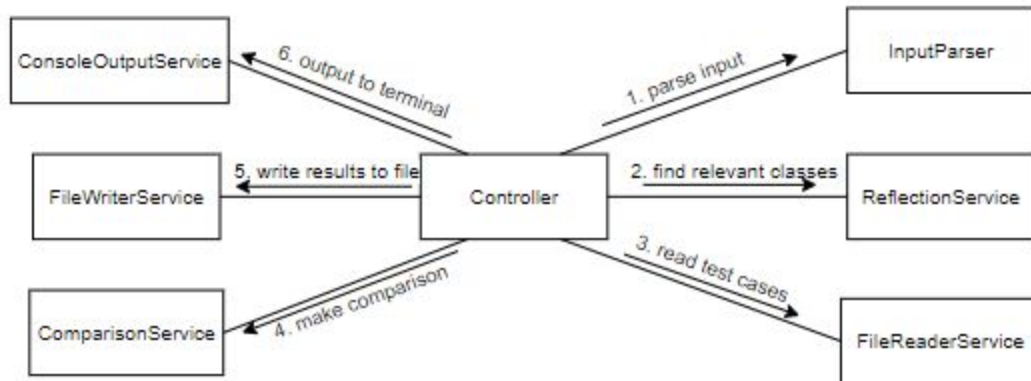 ConsoleOutputService
6. output to terminal
1. parse input
InputParser
FileWriterService
5. write results to file
Controller
2. find relevant classes
ReflectionService
ComparisonService
4. make comparison
3. read test cases
FileReaderService